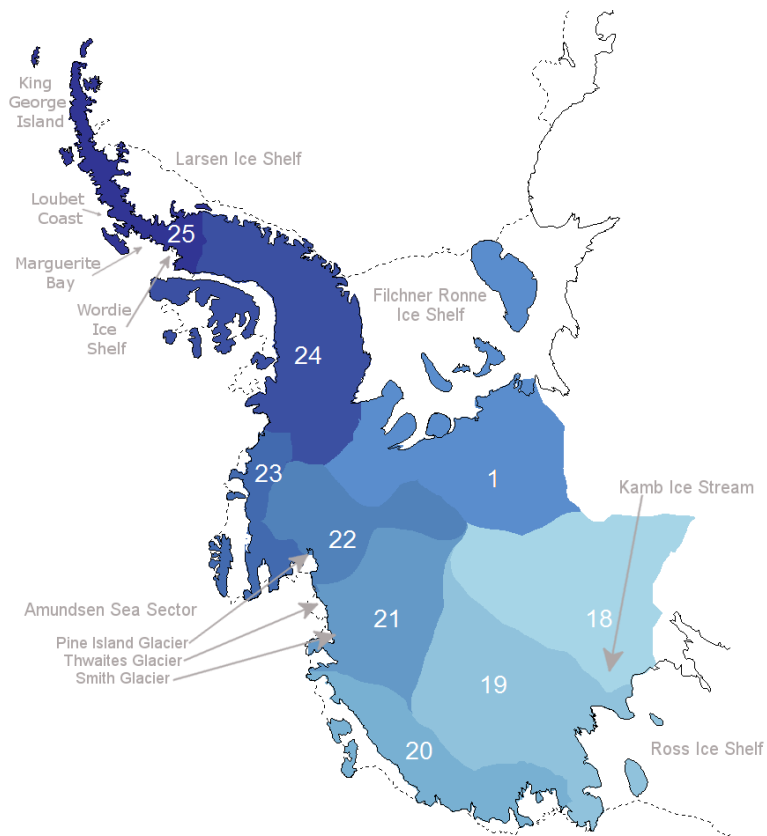 King
George
Island
Larsen Ice Shelf
Loubet
Coast
25
Marguerite
Bay
Wordie
Ice
Shelf
Filchner Ronne
Ice Shelf
24
23
1
Kamb Ice Stream
22
Amundsen Sea Sector
Pine Island Glacier
Thwaites Glacier
Smith Glacier
21
18
19
20
Ross Ice Shelf